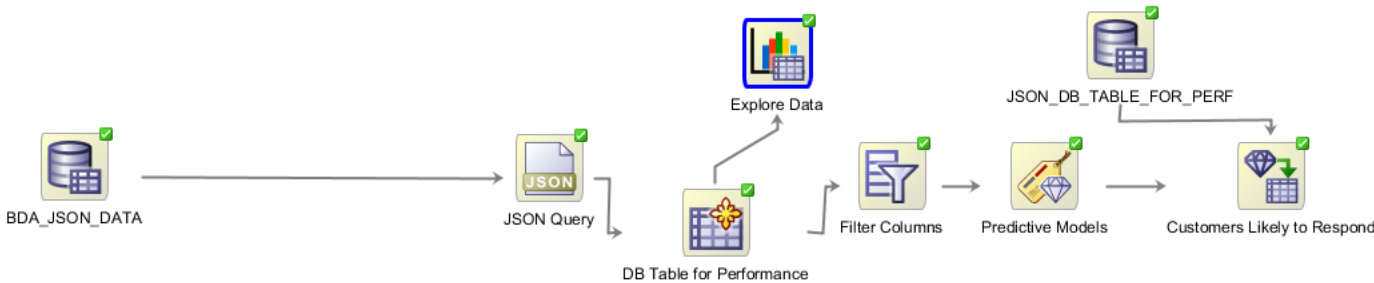 Explore Data
JSON_DB_TABLE_FOR_PERF
BDA_JSON_DATA
JSON
JSON Query
Filter Columns
Predictive Models
Customers Likely to Respond
DB Table for Performance